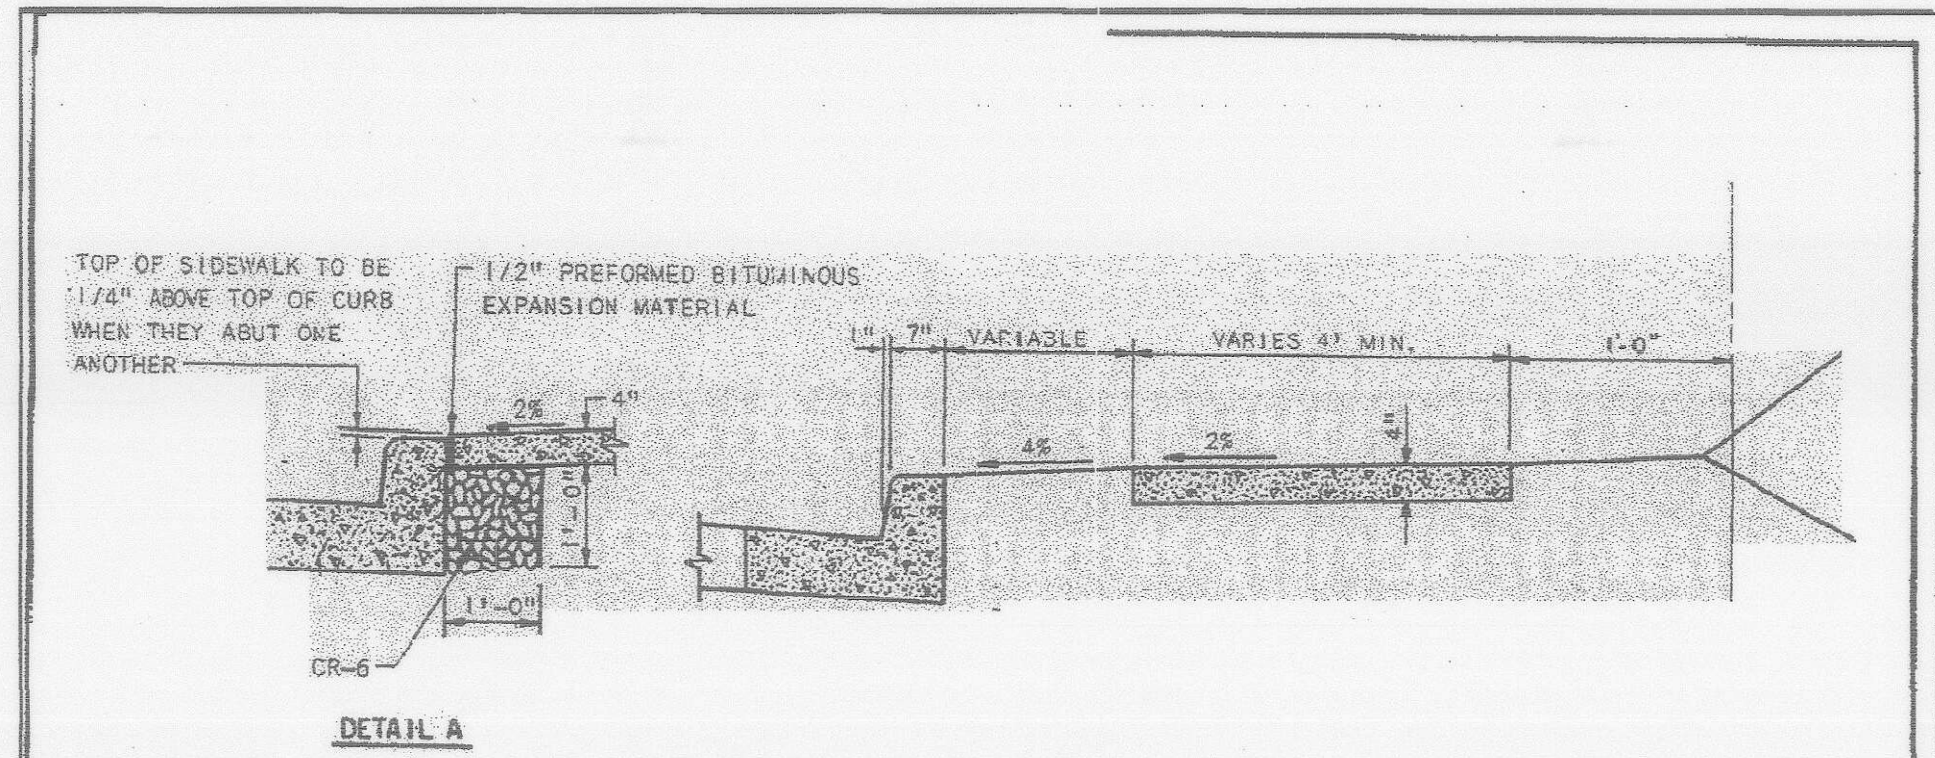 TOP OF SIDEWALK TO BE
1/4" ABOVE TOP OF CURB
WHEN THEY ABUT ONE
ANOTHER
1/2" PREFORMED BITUMINOUS
EXPANSION MATERIAL
2%
4"
1'-0"
1'-0"
CR-6
DETAIL A
1" 7" VARIABLE VARIES 4' MIN. 1'-0"
4% 2% 4"